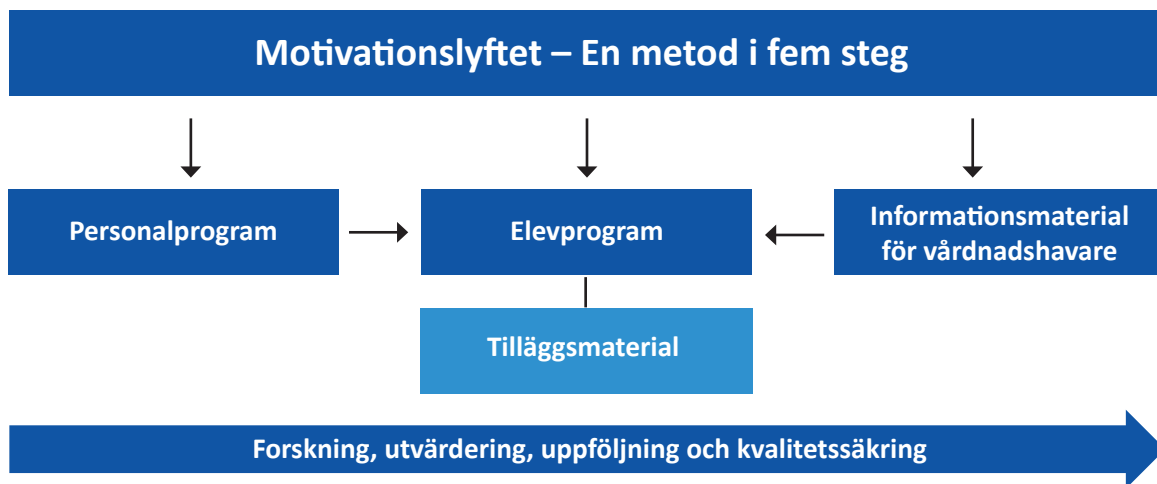 Motivationslyftet – En metod i fem steg
Personalprogram
Elevprogram
Informationsmaterial
för vårdnadshavare
Tilläggsmaterial
Forskning, utvärdering, uppföljning och kvalitetssäkring